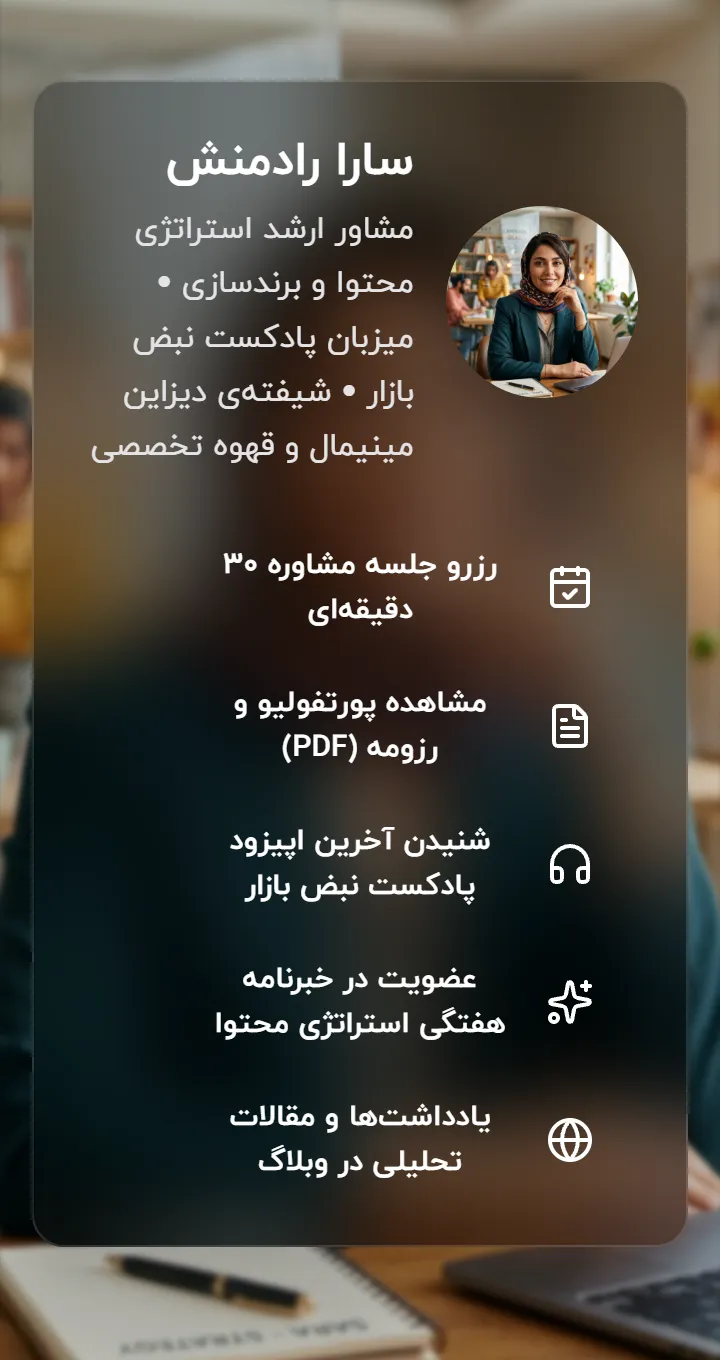 سارا رادمنش
مشاور ارشد استراتژی
محتوا و برندسازی •
میزبان پادکست نبض
بازار • شیفته‌ی دیزاین
مینیمال و قهوه تخصصی
رزرو جلسه مشاوره ۳۰
دقیقه‌ای
مشاهده پورتفولیو و
رزومه (PDF)
شنیدن آخرین اپیزود
پادکست نبض بازار
عضویت در خبرنامه
هفتگی استراتژی محتوا
یادداشت‌ها و مقالات
تحلیلی در وبلاگ